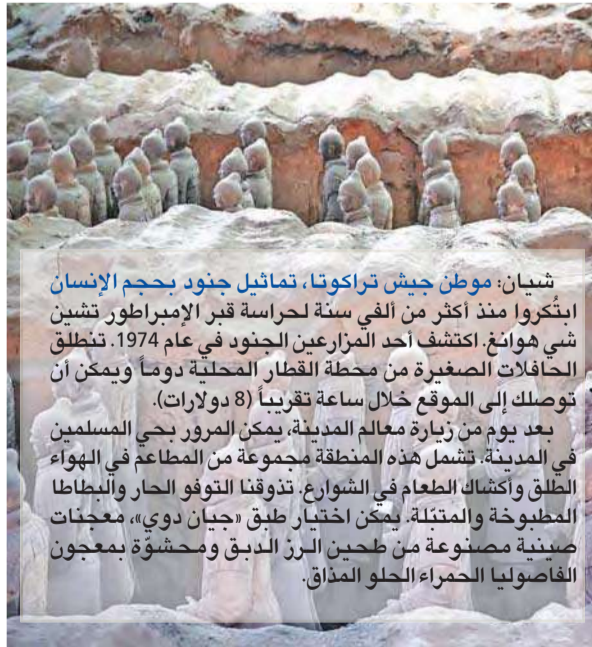 شيان: موطن جيش تراكوتا، تماثيل جنود بحجم الإنسان
ابتُكروا منذ أكثر من ألفي سنة لحراسة قبر الإمبراطور تشين
شي هوانغ. اكتشف أحد المزارعين الجنود في عام 1974. تنطلق
الحافلات الصغيرة من محطة القطار المحلية دوماً ويمكن أن
توصلك إلى الموقع خلال ساعة تقريباً (8 دولارات).
بعد يوم من زيارة معالم المدينة، يمكن المرور بحي المسلمين
في المدينة. تشمل هذه المنطقة مجموعة من المطاعم في الهواء
الطلق وأكشاك الطعام في الشوارع. تذوقنا التوفو الحار والبطاطا
المطبوخة والمتبّلة. يمكن اختيار طبق «جيان دوي»، معجنات
صينية مصنوعة من طحين الرز الدبق ومحشوّة بمعجون
الفاصوليا الحمراء الحلو المذاق.